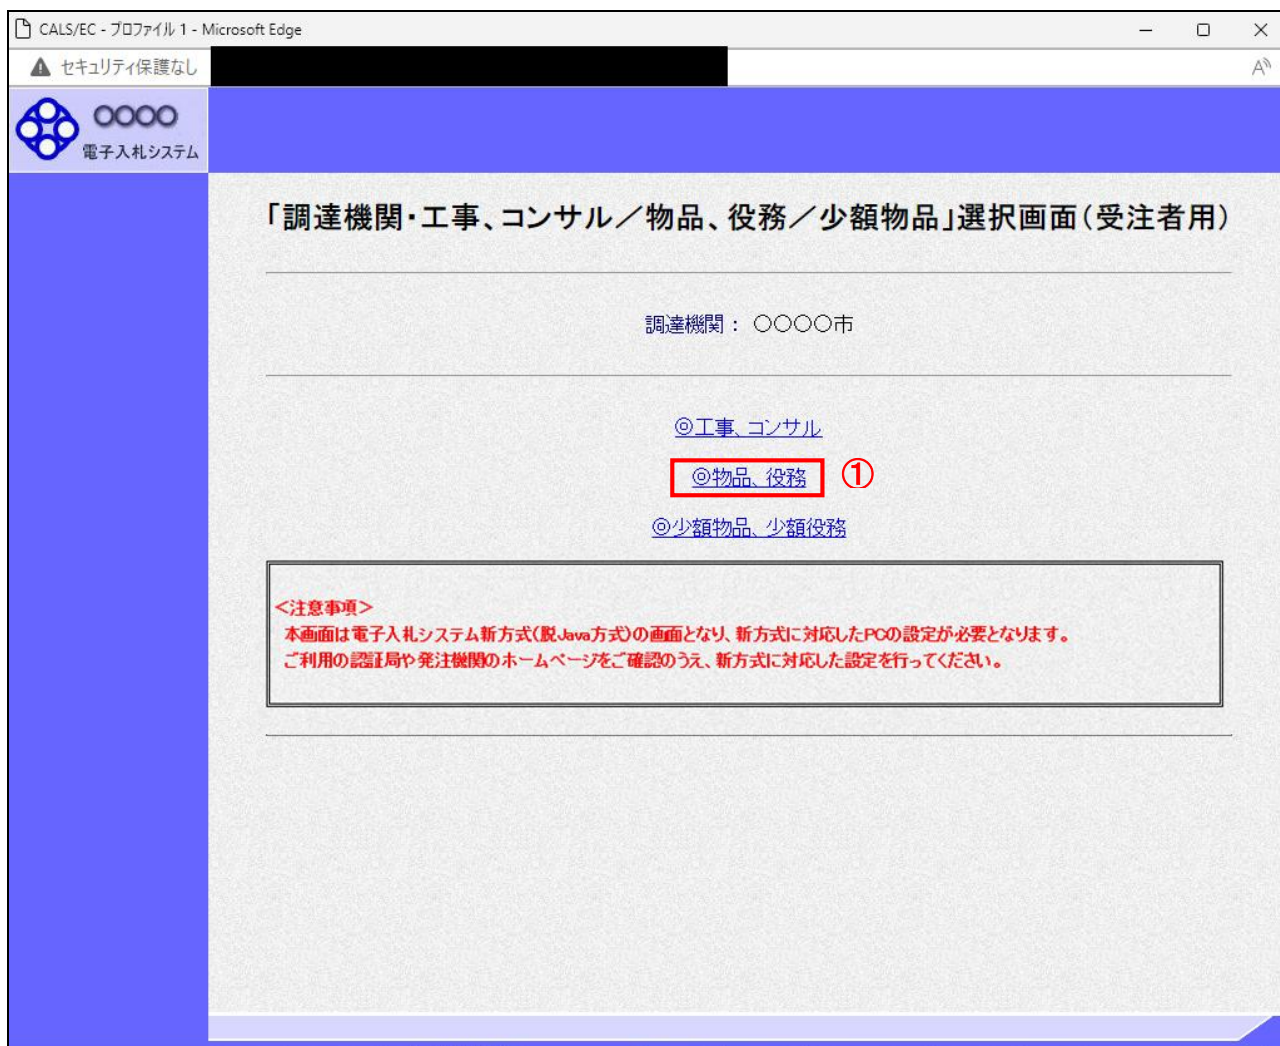 CALS/EC - プロファイル 1 - Microsoft Edge
セキュリティ保護なし
○○○○
電子入札システム
「調達機関・工事、コンサル／物品、役務／少額物品」選択画面（受注者用）
調達機関： ○○○○市
◎工事、コンサル
◎物品、役務 ①
◎少額物品、少額役務
＜注意事項＞
本画面は電子入札システム新方式(脱Java方式)の画面となり、新方式に対応したPCの設定が必要となります。
ご利用の認証局や発注機関のホームページをご確認のうえ、新方式に対応した設定を行ってください。